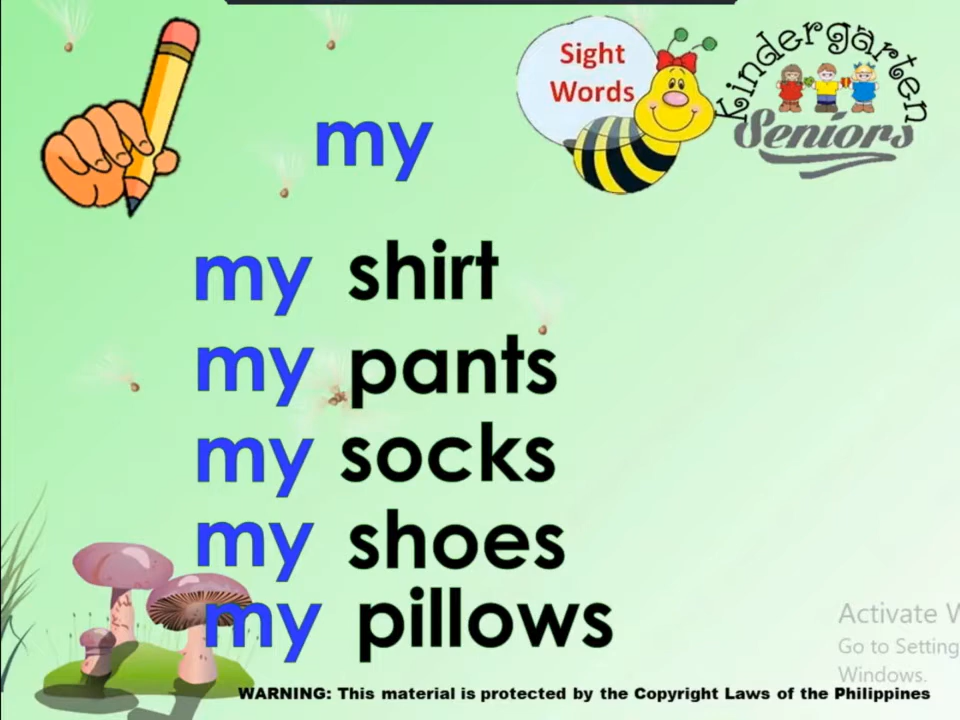 Sight
Words
Kindergarten
Seniors
my
my shirt
my pants
my socks
my shoes
my pillows
Activate W
Go to Setting
Windows.
WARNING: This material is protected by the Copyright Laws of the Philippines